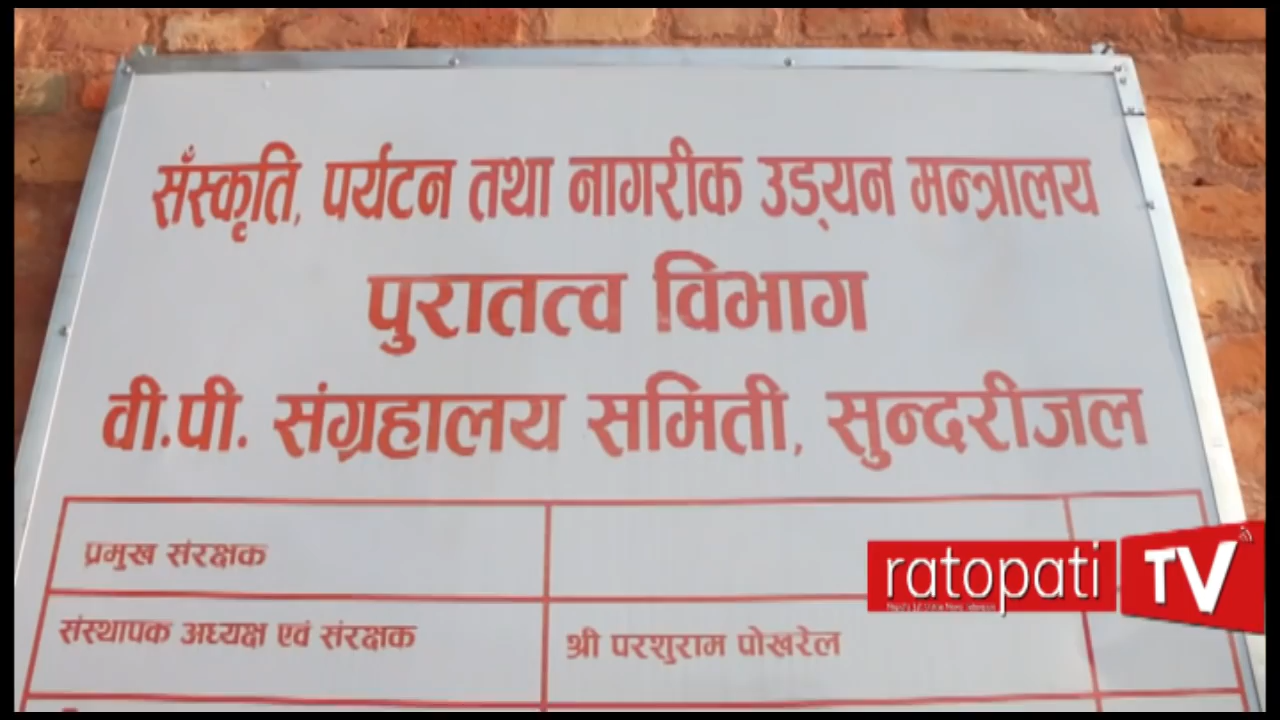 सँस्कृति, पर्यटन तथा नागरीक उड्यन मन्त्रालय
पुरातत्व विभाग
वी.पी. संग्रहालय समिती, सुन्दरीजल
प्रमुख संरक्षक
संस्थापक अध्यक्ष एवं संरक्षक श्री परशुराम पोखरेल
ratopati TV